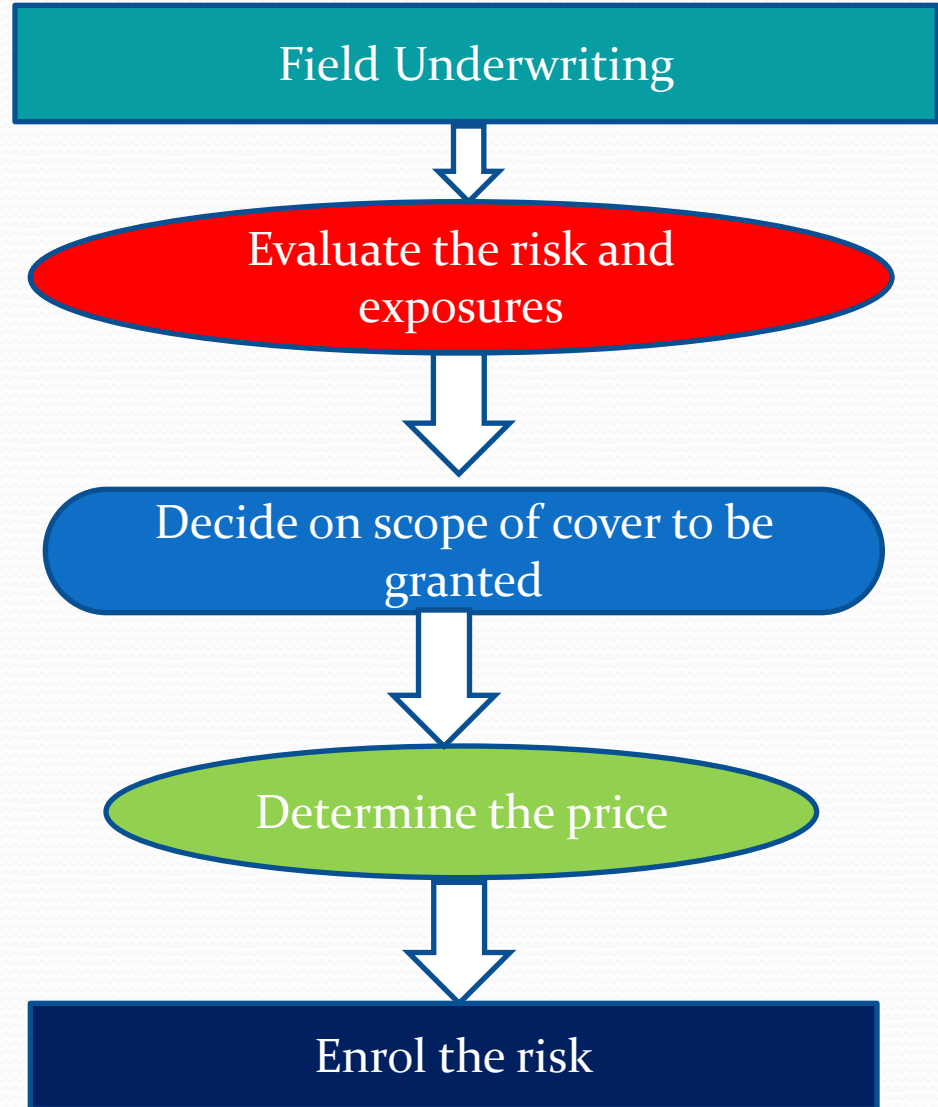 Field Underwriting
Evaluate the risk and
exposures
Decide on scope of cover to be
granted
Determine the price
Enrol the risk